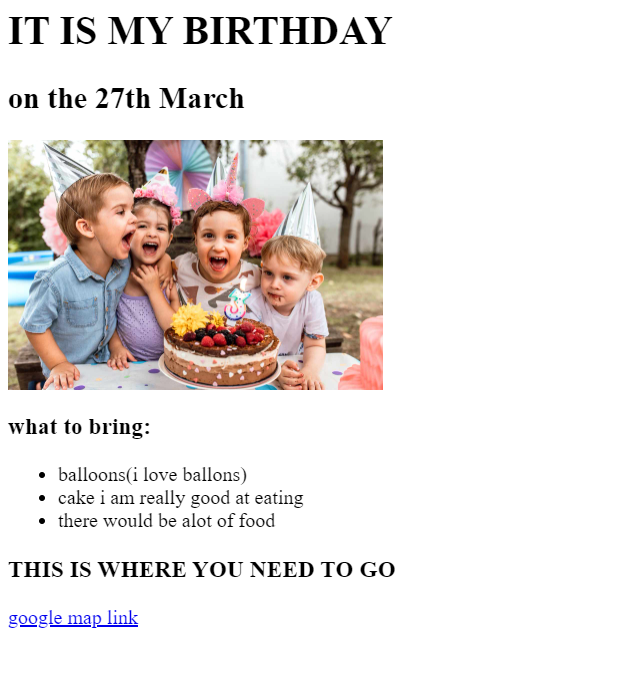 IT IS MY BIRTHDAY
on the 27th March
what to bring:
balloons(i love ballons)
cake i am really good at eating
there would be alot of food
THIS IS WHERE YOU NEED TO GO
google map link